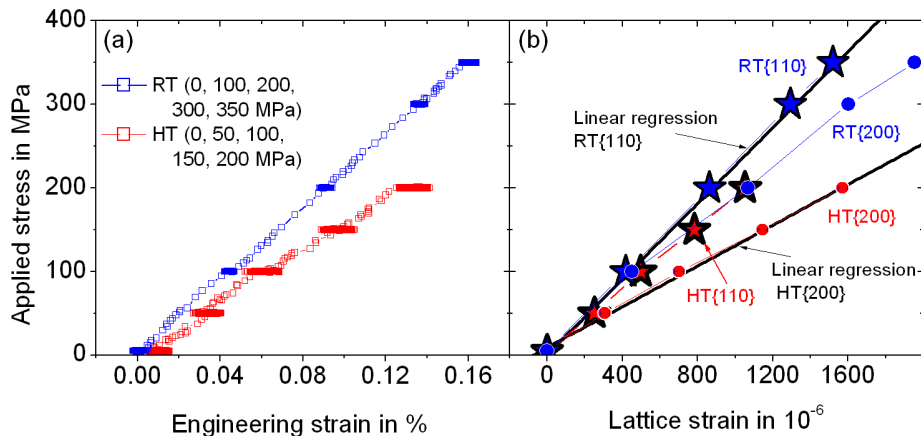 400
300
200
100
0
Applied stress in MPa
(a)
RT (0, 100, 200,
300, 350 MPa)
HT (0, 50, 100,
150, 200 MPa)
0.00 0.04 0.08 0.12 0.16
Engineering strain in %
(b)
RT{110}
Linear regression
RT{110}
RT{200}
HT{200}
HT{110}
Linear regression-
HT{200}
0 400 800 1200 1600
Lattice strain in 10⁻⁶